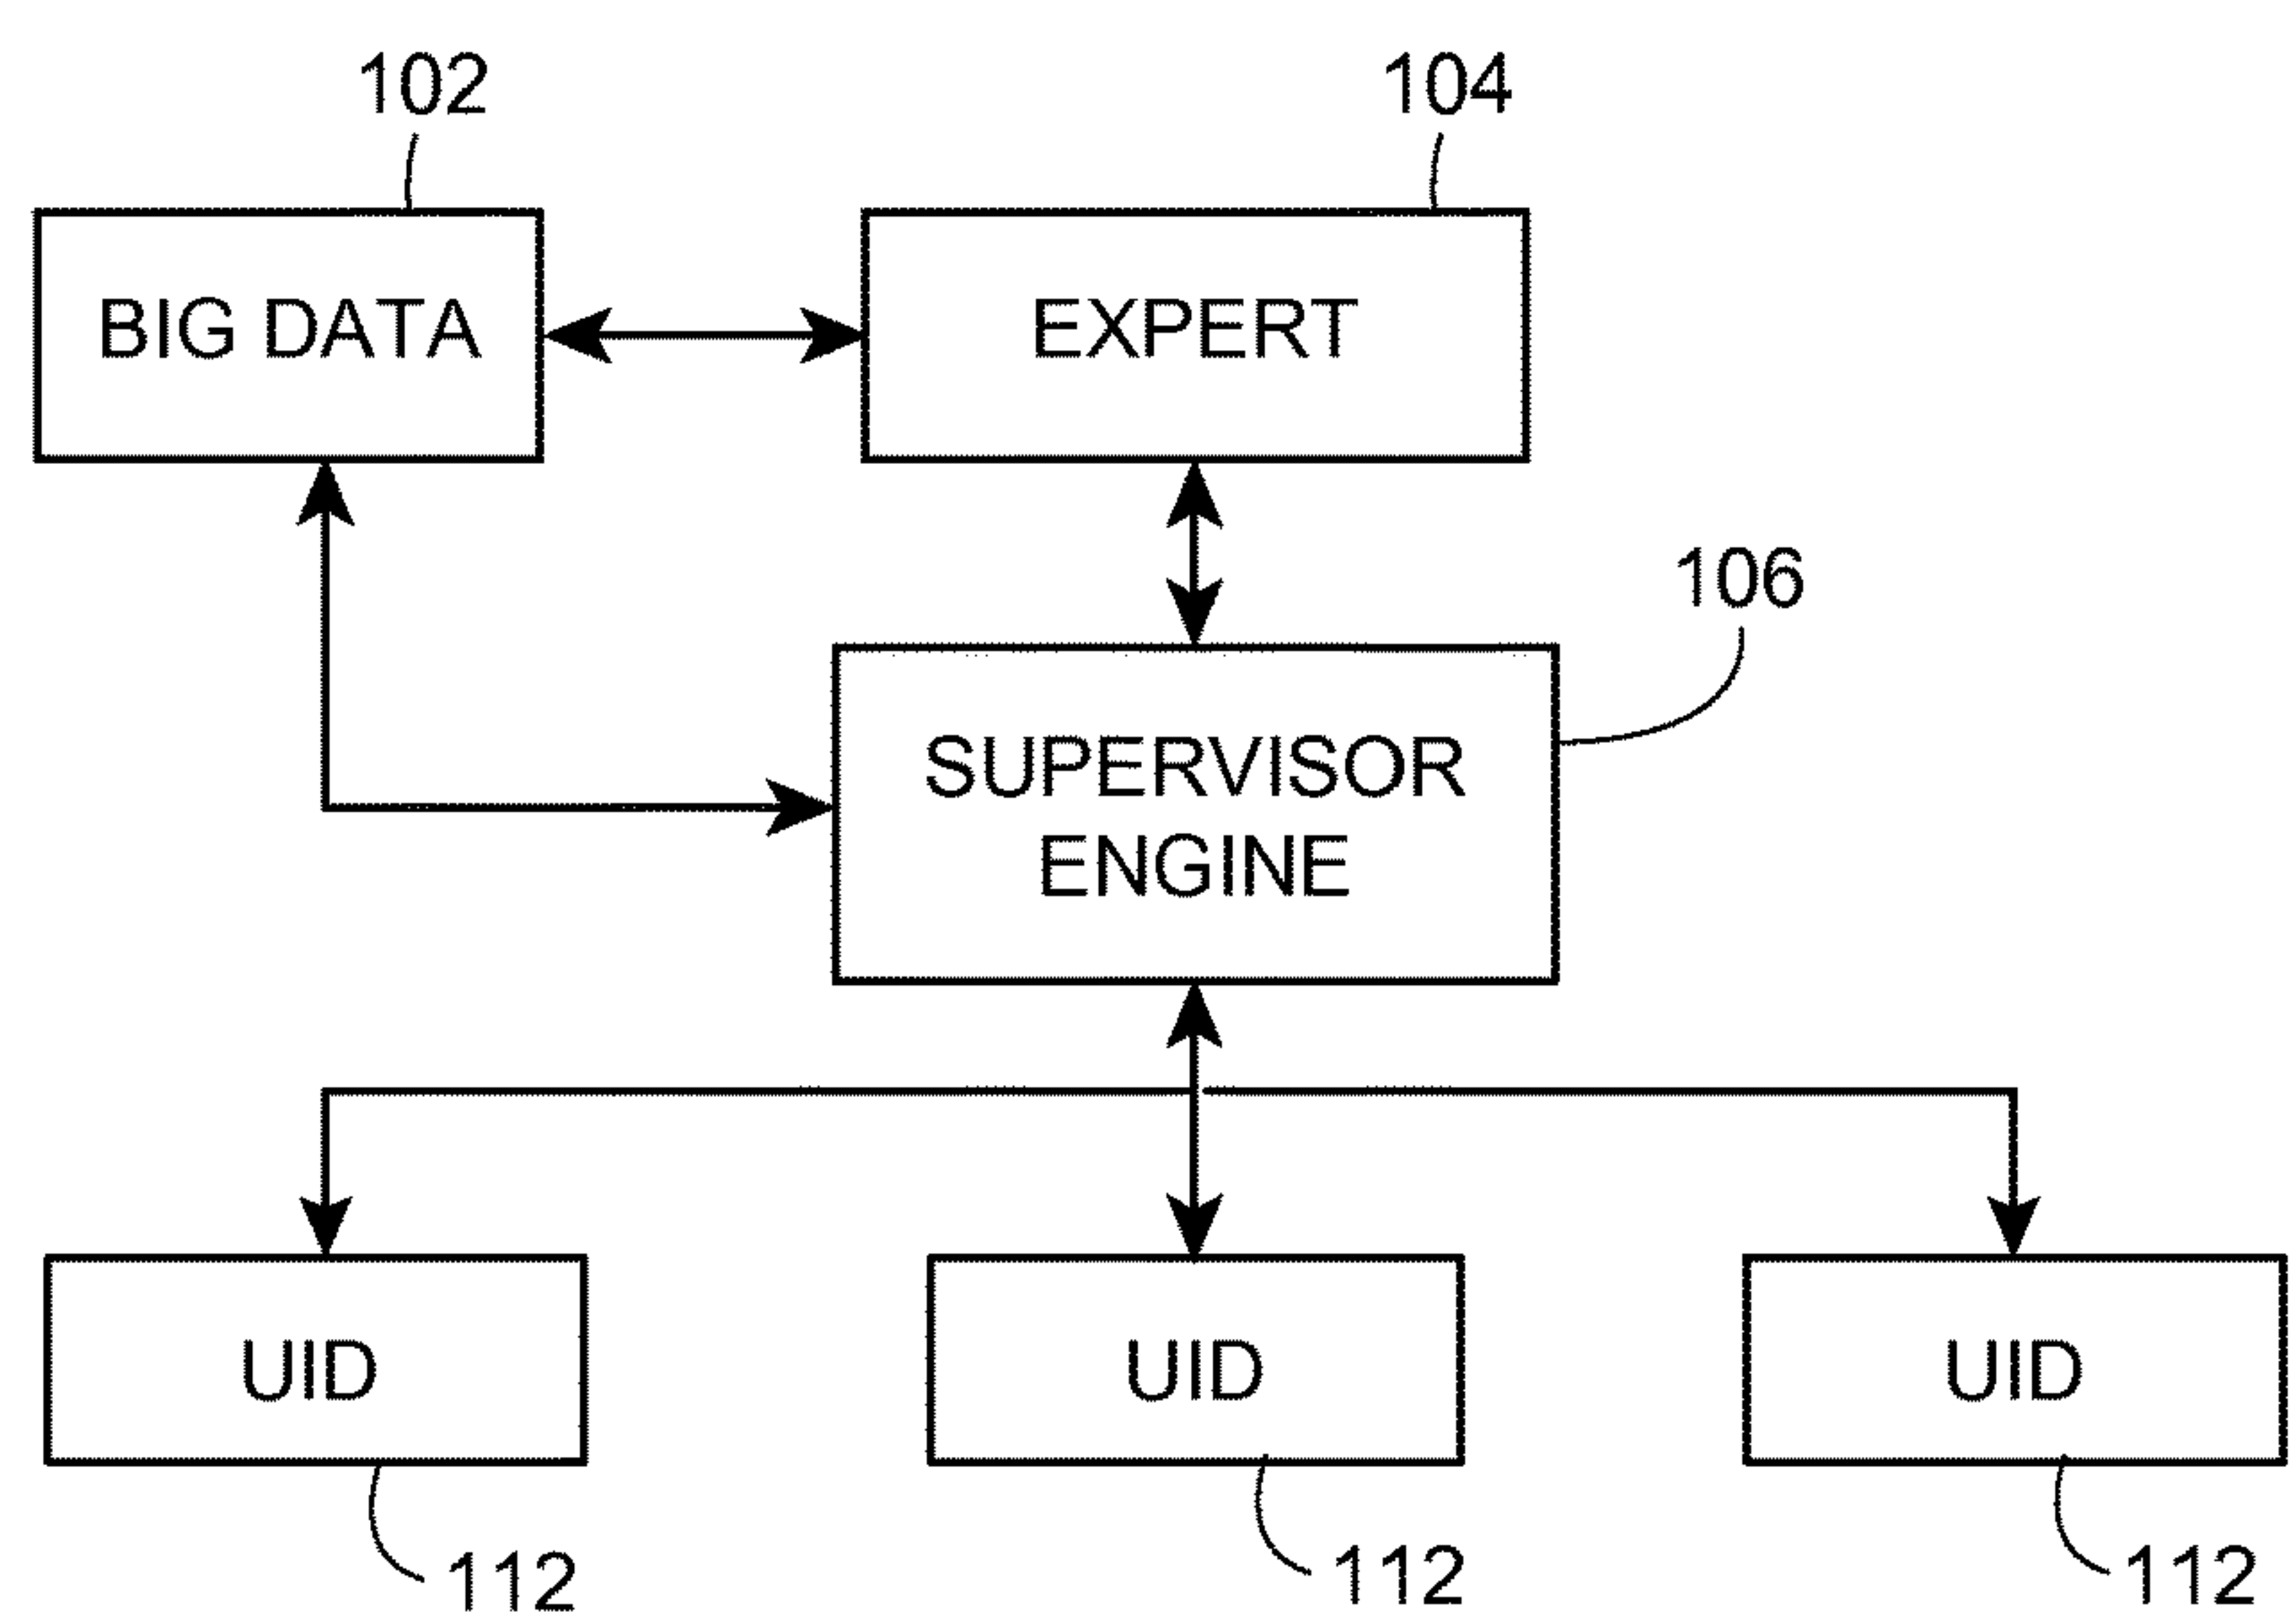 102
104
BIG DATA
EXPERT
106
SUPERVISOR
ENGINE
UID
UID
UID
112
112
112